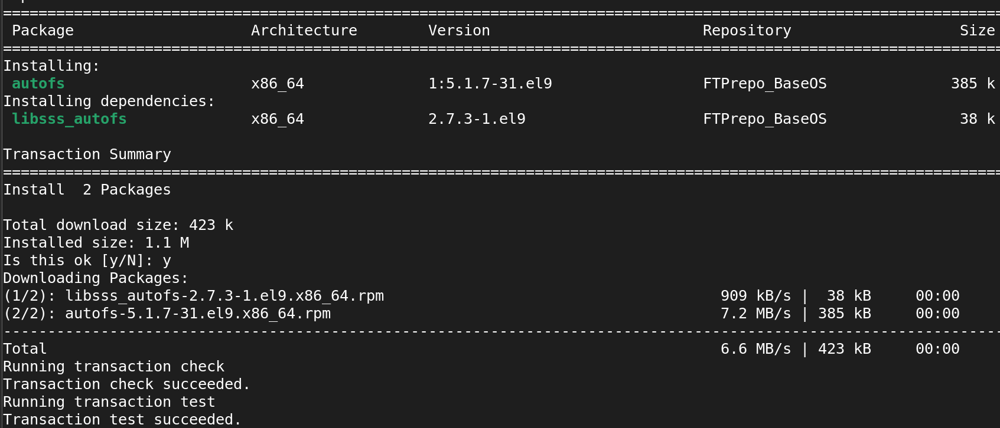 ================================================================================================================
 Package                    Architecture        Version                        Repository                   Size
================================================================================================================
Installing:
 autofs                     x86_64              1:5.1.7-31.el9                 FTPrepo_BaseOS              385 k
Installing dependencies:
 libsss_autofs              x86_64              2.7.3-1.el9                    FTPrepo_BaseOS               38 k

Transaction Summary
================================================================================================================
Install  2 Packages

Total download size: 423 k
Installed size: 1.1 M
Is this ok [y/N]: y
Downloading Packages:
(1/2): libsss_autofs-2.7.3-1.el9.x86_64.rpm                                      909 kB/s |  38 kB     00:00
(2/2): autofs-5.1.7-31.el9.x86_64.rpm                                            7.2 MB/s | 385 kB     00:00
----------------------------------------------------------------------------------------------------------------
Total                                                                            6.6 MB/s | 423 kB     00:00
Running transaction check
Transaction check succeeded.
Running transaction test
Transaction test succeeded.